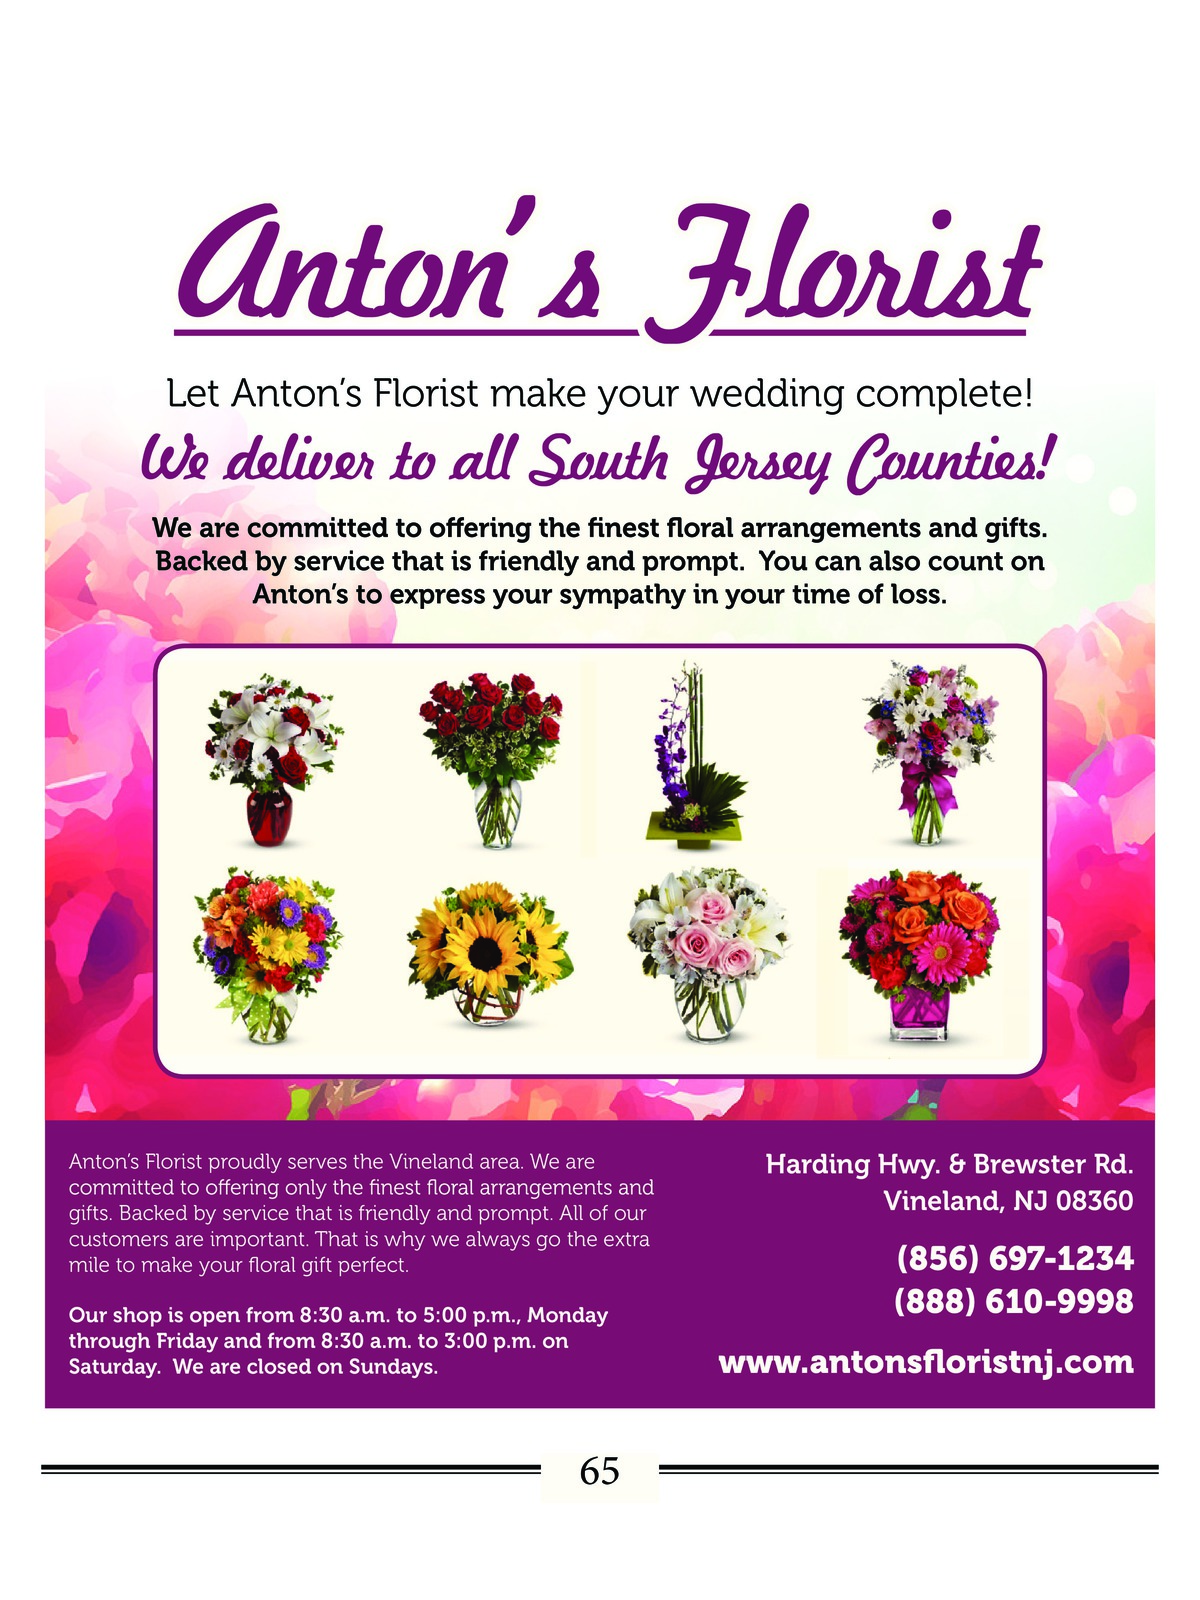 Anton's Florist
Let Anton's Florist make your wedding complete!
We deliver to all South Jersey Counties!
We are committed to offering the finest floral arrangements and gifts.
Backed by service that is friendly and prompt.  You can also count on
Anton's to express your sympathy in your time of loss.
Anton's Florist proudly serves the Vineland area. We are
committed to offering only the finest floral arrangements and
gifts. Backed by service that is friendly and prompt. All of our
customers are important. That is why we always go the extra
mile to make your floral gift perfect.
Our shop is open from 8:30 a.m. to 5:00 p.m., Monday
through Friday and from 8:30 a.m. to 3:00 p.m. on
Saturday.  We are closed on Sundays.
Harding Hwy. & Brewster Rd.
Vineland, NJ 08360
(856) 697-1234
(888) 610-9998
www.antonsfloristnj.com
65